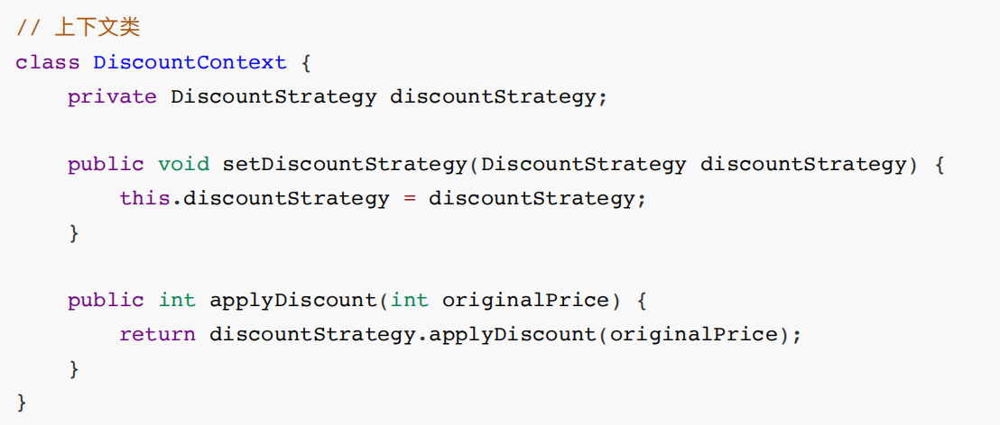 // 上下文类
class DiscountContext {
    private DiscountStrategy discountStrategy;

    public void setDiscountStrategy(DiscountStrategy discountStrategy) {
        this.discountStrategy = discountStrategy;
    }

    public int applyDiscount(int originalPrice) {
        return discountStrategy.applyDiscount(originalPrice);
    }
}